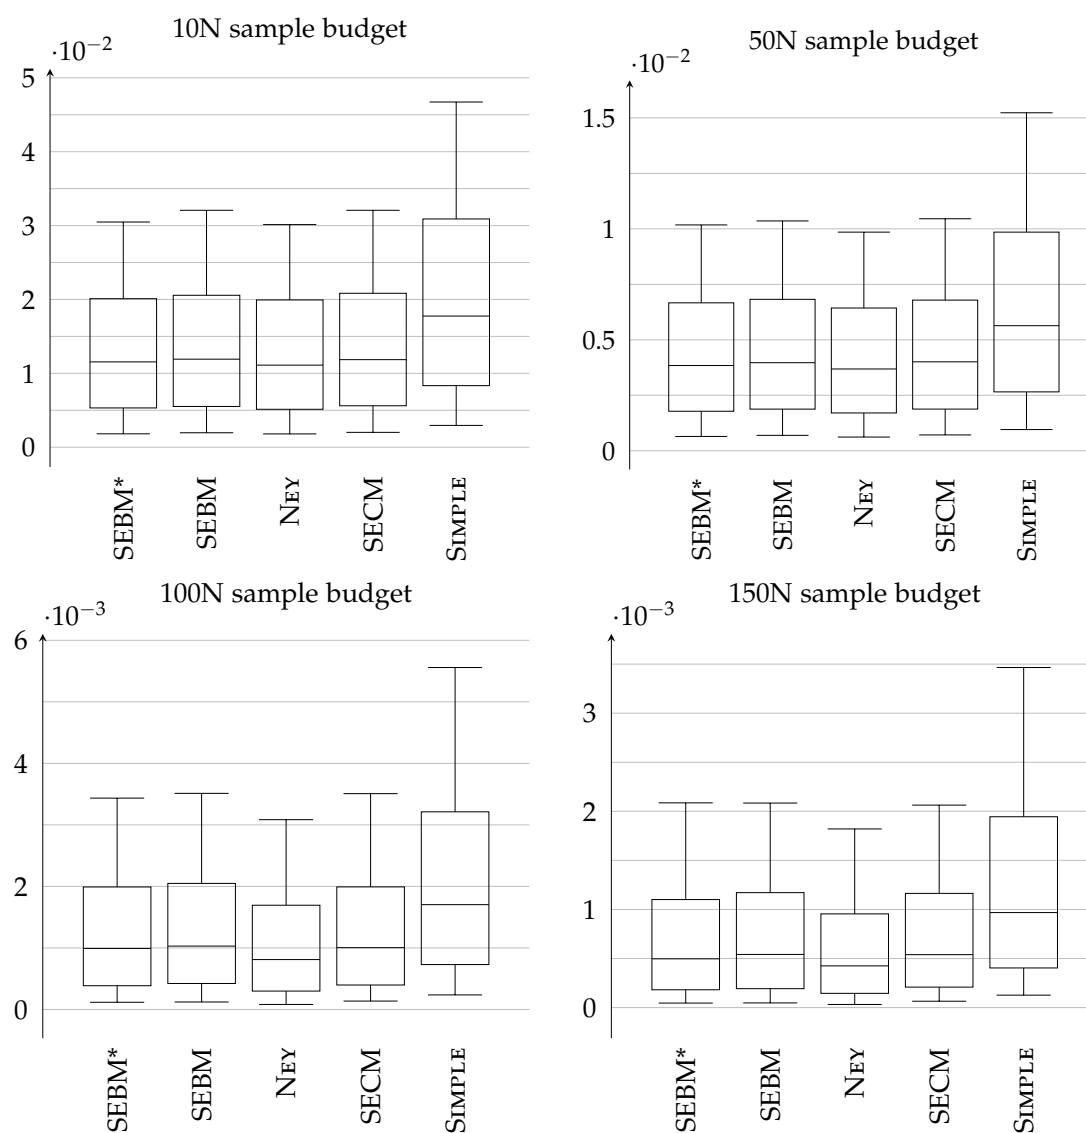 10N sample budget
·10⁻²
5
4
3
2
1
0
SEBM*
SEBM
NEY
SECM
SIMPLE
50N sample budget
·10⁻²
1.5
1
0.5
0
SEBM*
SEBM
NEY
SECM
SIMPLE
100N sample budget
·10⁻³
6
4
2
0
SEBM*
SEBM
NEY
SECM
SIMPLE
150N sample budget
·10⁻³
3
2
1
0
SEBM*
SEBM
NEY
SECM
SIMPLE